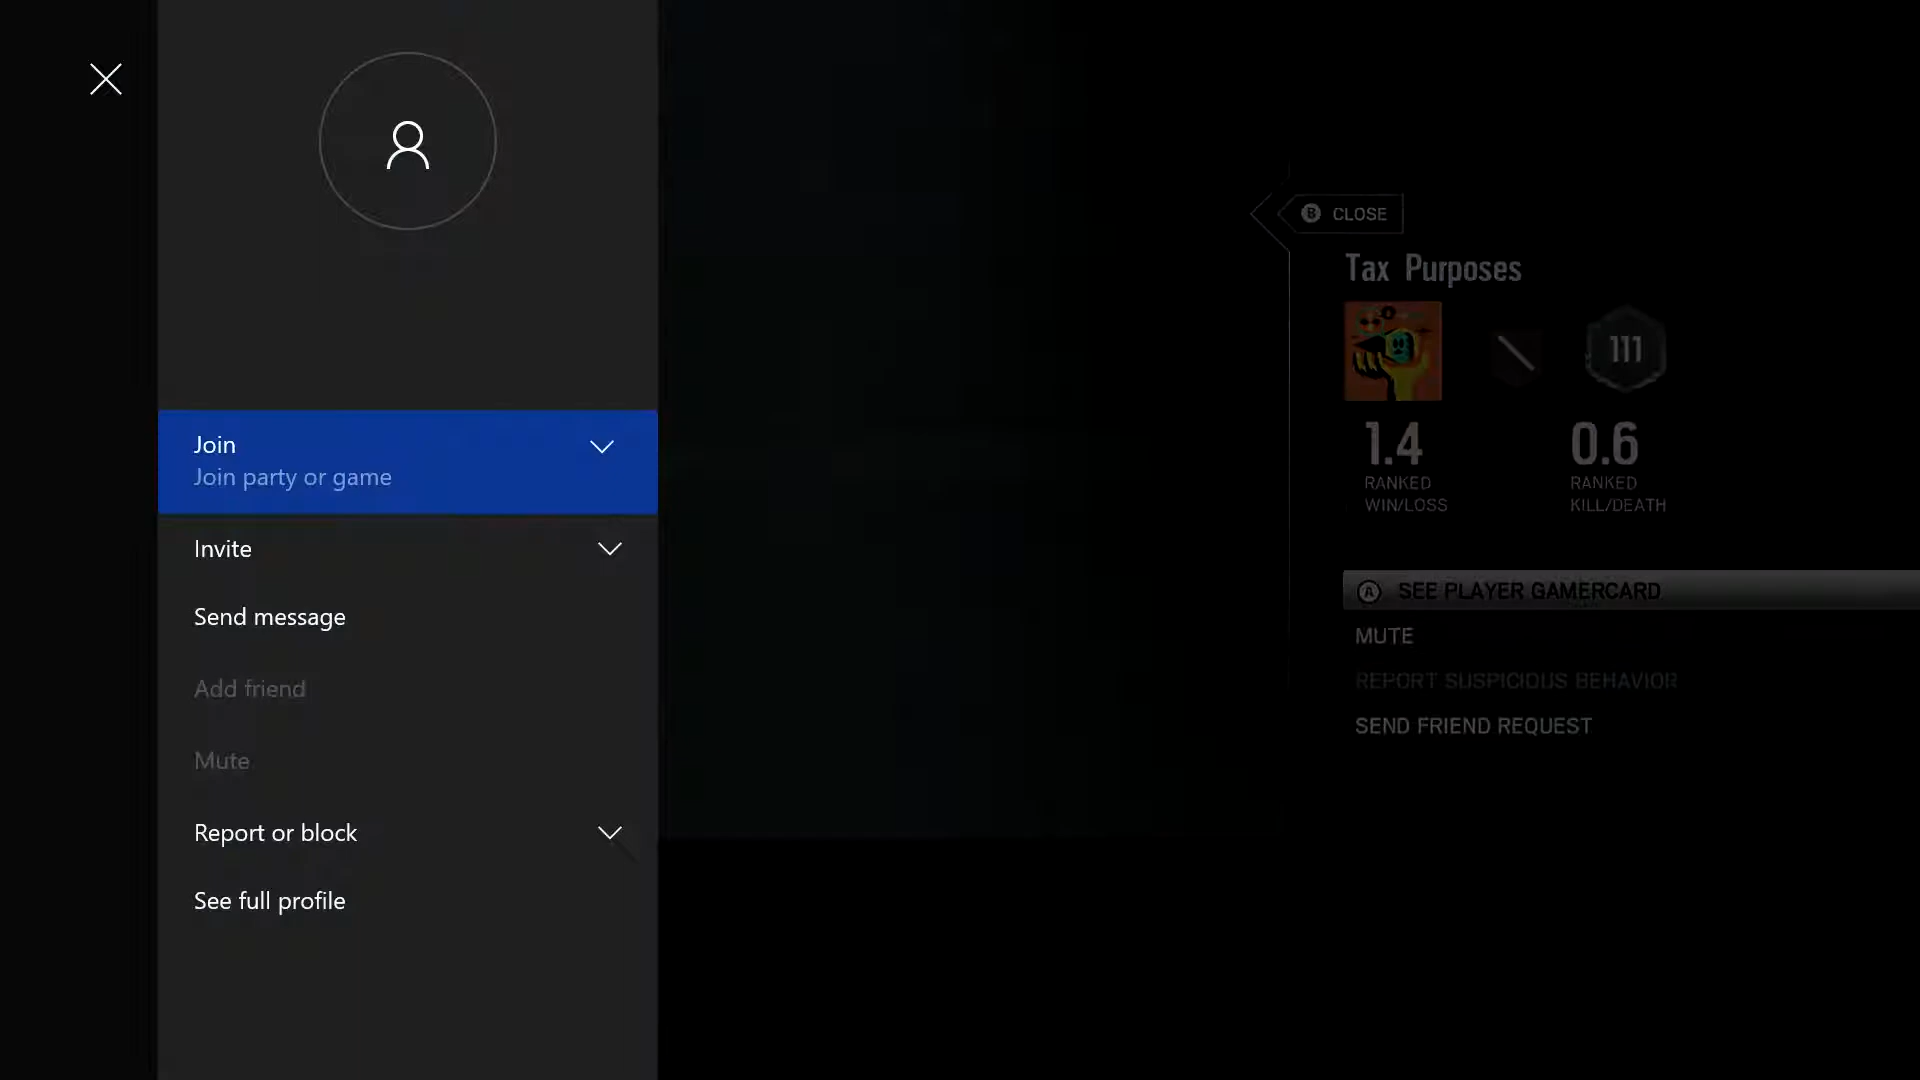 Join
Join party or game
Invite
Send message
Add friend
Mute
Report or block
See full profile
B CLOSE
Tax Purposes
111
1.4
RANKED
WIN/LOSS
0.6
RANKED
KILL/DEATH
A SEE PLAYER GAMERCARD
MUTE
REPORT SUSPICIOUS BEHAVIOR
SEND FRIEND REQUEST